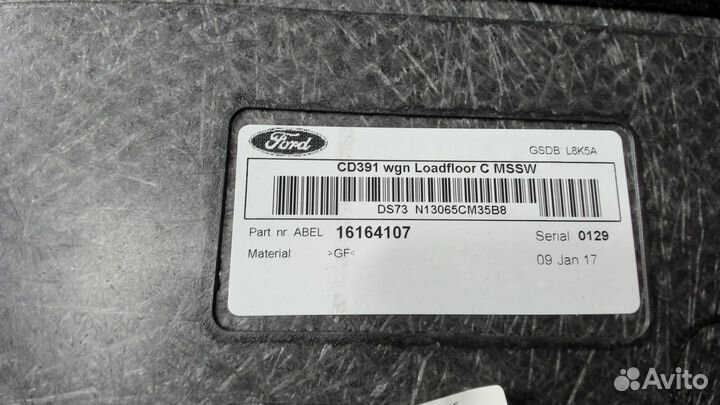 Ford
GSDB L8K5A
CD391 wgn Loadfloor C MSSW
DS73 N13065CM35B8
Part. nr. ABEL 16164107
Serial 0129
Material >GF<
09 Jan 17
Avito